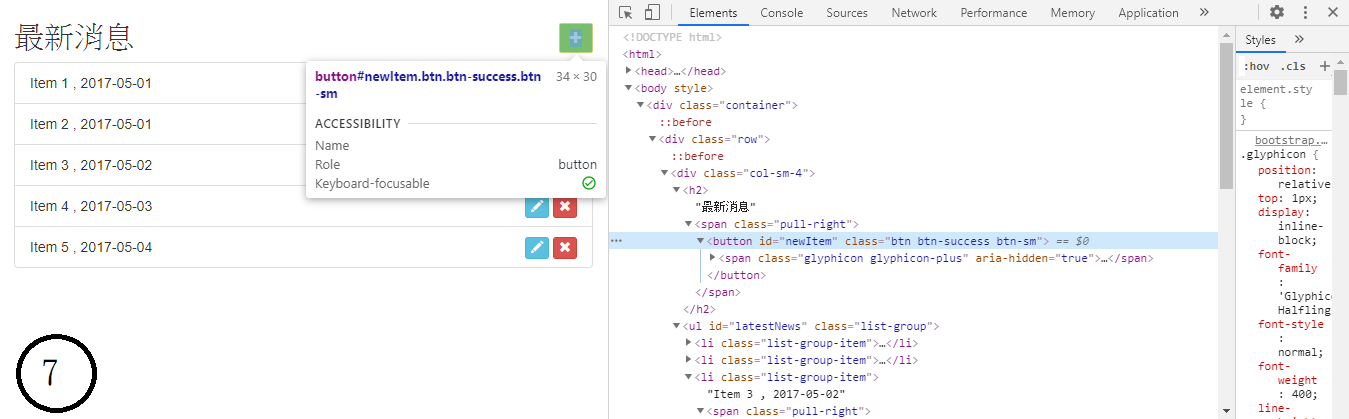 最新消息
Item 1 , 2017-05-01
Item 2 , 2017-05-01
Item 3 , 2017-05-02
Item 4 , 2017-05-03
Item 5 , 2017-05-04
button#newItem.btn.btn-success.btn
-sm
34 × 30
ACCESSIBILITY
Name
Role button
Keyboard-focusable
7
Elements Console Sources Network Performance Memory Application »
<!DOCTYPE html>
<html>
<head>…</head>
<body style>
<div class="container">
::before
<div class="row">
::before
<div class="col-sm-4">
<h2>
"最新消息"
<span class="pull-right">
… <button id="newItem" class="btn btn-success btn-sm"> == $0
<span class="glyphicon glyphicon-plus" aria-hidden="true">…</span>
</button>
</span>
</h2>
<ul id="latestNews" class="list-group">
<li class="list-group-item">…</li>
<li class="list-group-item">…</li>
<li class="list-group-item">
"Item 3 , 2017-05-02"
<span class="pull-right">
Styles »
:hov .cls +
element.sty
le {
}
bootstrap.…
.glyphicon {
position:
relative
top: 1px;
display:
inline-
block;
font-
family
:
'Glyphic
Halfling
font-style
:
normal;
font-
weight
: 400;
line-